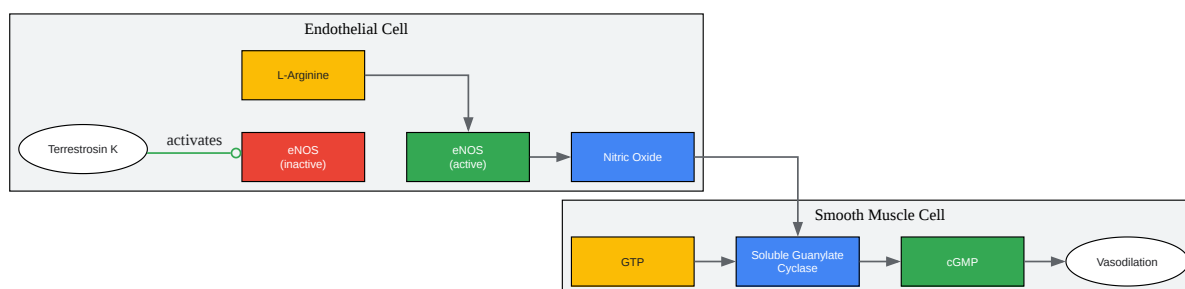 Endothelial Cell
L-Arginine
Terrestrosin K
activates
eNOS
(inactive)
eNOS
(active)
Nitric Oxide
Smooth Muscle Cell
GTP
Soluble Guanylate
Cyclase
cGMP
Vasodilation